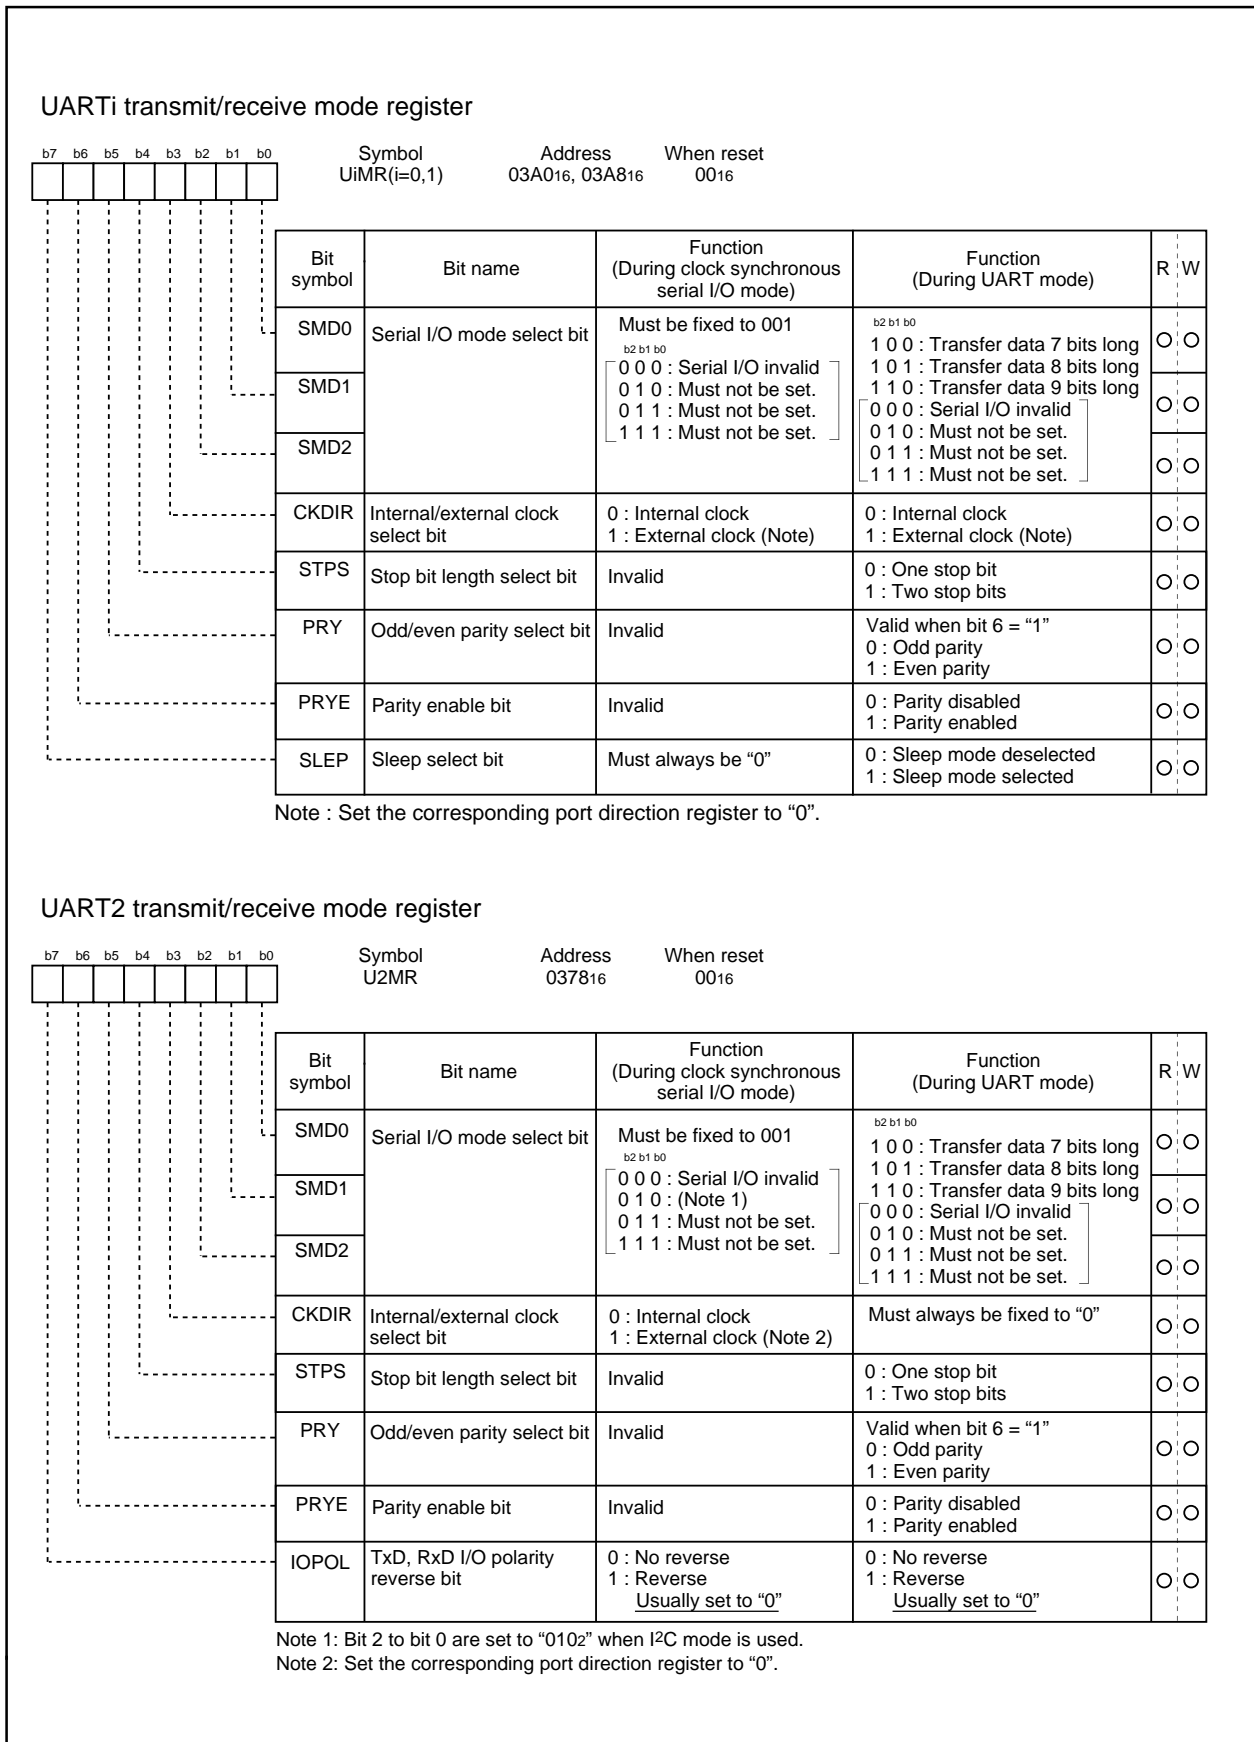 UARTi transmit/receive mode register
b7 b6 b5 b4 b3 b2 b1 b0
Symbol Address When reset
UiMR(i=0,1) 03A016, 03A816 0016
Bit symbol Bit name Function (During clock synchronous serial I/O mode) Function (During UART mode) R W
SMD0 Serial I/O mode select bit
SMD1
SMD2
Must be fixed to 001
b2 b1 b0
0 0 0 : Serial I/O invalid
0 1 0 : Must not be set.
0 1 1 : Must not be set.
1 1 1 : Must not be set.
b2 b1 b0
1 0 0 : Transfer data 7 bits long
1 0 1 : Transfer data 8 bits long
1 1 0 : Transfer data 9 bits long
0 0 0 : Serial I/O invalid
0 1 0 : Must not be set.
0 1 1 : Must not be set.
1 1 1 : Must not be set.
CKDIR Internal/external clock
select bit
0 : Internal clock
1 : External clock (Note)
0 : Internal clock
1 : External clock (Note)
STPS Stop bit length select bit Invalid
0 : One stop bit
1 : Two stop bits
PRY Odd/even parity select bit Invalid
Valid when bit 6 = “1”
0 : Odd parity
1 : Even parity
PRYE Parity enable bit Invalid
0 : Parity disabled
1 : Parity enabled
SLEP Sleep select bit Must always be “0”
0 : Sleep mode deselected
1 : Sleep mode selected
Note : Set the corresponding port direction register to “0”.
UART2 transmit/receive mode register
b7 b6 b5 b4 b3 b2 b1 b0
Symbol Address When reset
U2MR 037816 0016
Bit symbol Bit name Function (During clock synchronous serial I/O mode) Function (During UART mode) R W
SMD0 Serial I/O mode select bit
SMD1
SMD2
Must be fixed to 001
b2 b1 b0
0 0 0 : Serial I/O invalid
0 1 0 : (Note 1)
0 1 1 : Must not be set.
1 1 1 : Must not be set.
b2 b1 b0
1 0 0 : Transfer data 7 bits long
1 0 1 : Transfer data 8 bits long
1 1 0 : Transfer data 9 bits long
0 0 0 : Serial I/O invalid
0 1 0 : Must not be set.
0 1 1 : Must not be set.
1 1 1 : Must not be set.
CKDIR Internal/external clock
select bit
0 : Internal clock
1 : External clock (Note 2)
Must always be fixed to “0”
STPS Stop bit length select bit Invalid
0 : One stop bit
1 : Two stop bits
PRY Odd/even parity select bit Invalid
Valid when bit 6 = “1”
0 : Odd parity
1 : Even parity
PRYE Parity enable bit Invalid
0 : Parity disabled
1 : Parity enabled
IOPOL TxD, RxD I/O polarity
reverse bit
0 : No reverse
1 : Reverse
Usually set to “0”
0 : No reverse
1 : Reverse
Usually set to “0”
Note 1: Bit 2 to bit 0 are set to “0102” when I2C mode is used.
Note 2: Set the corresponding port direction register to “0”.